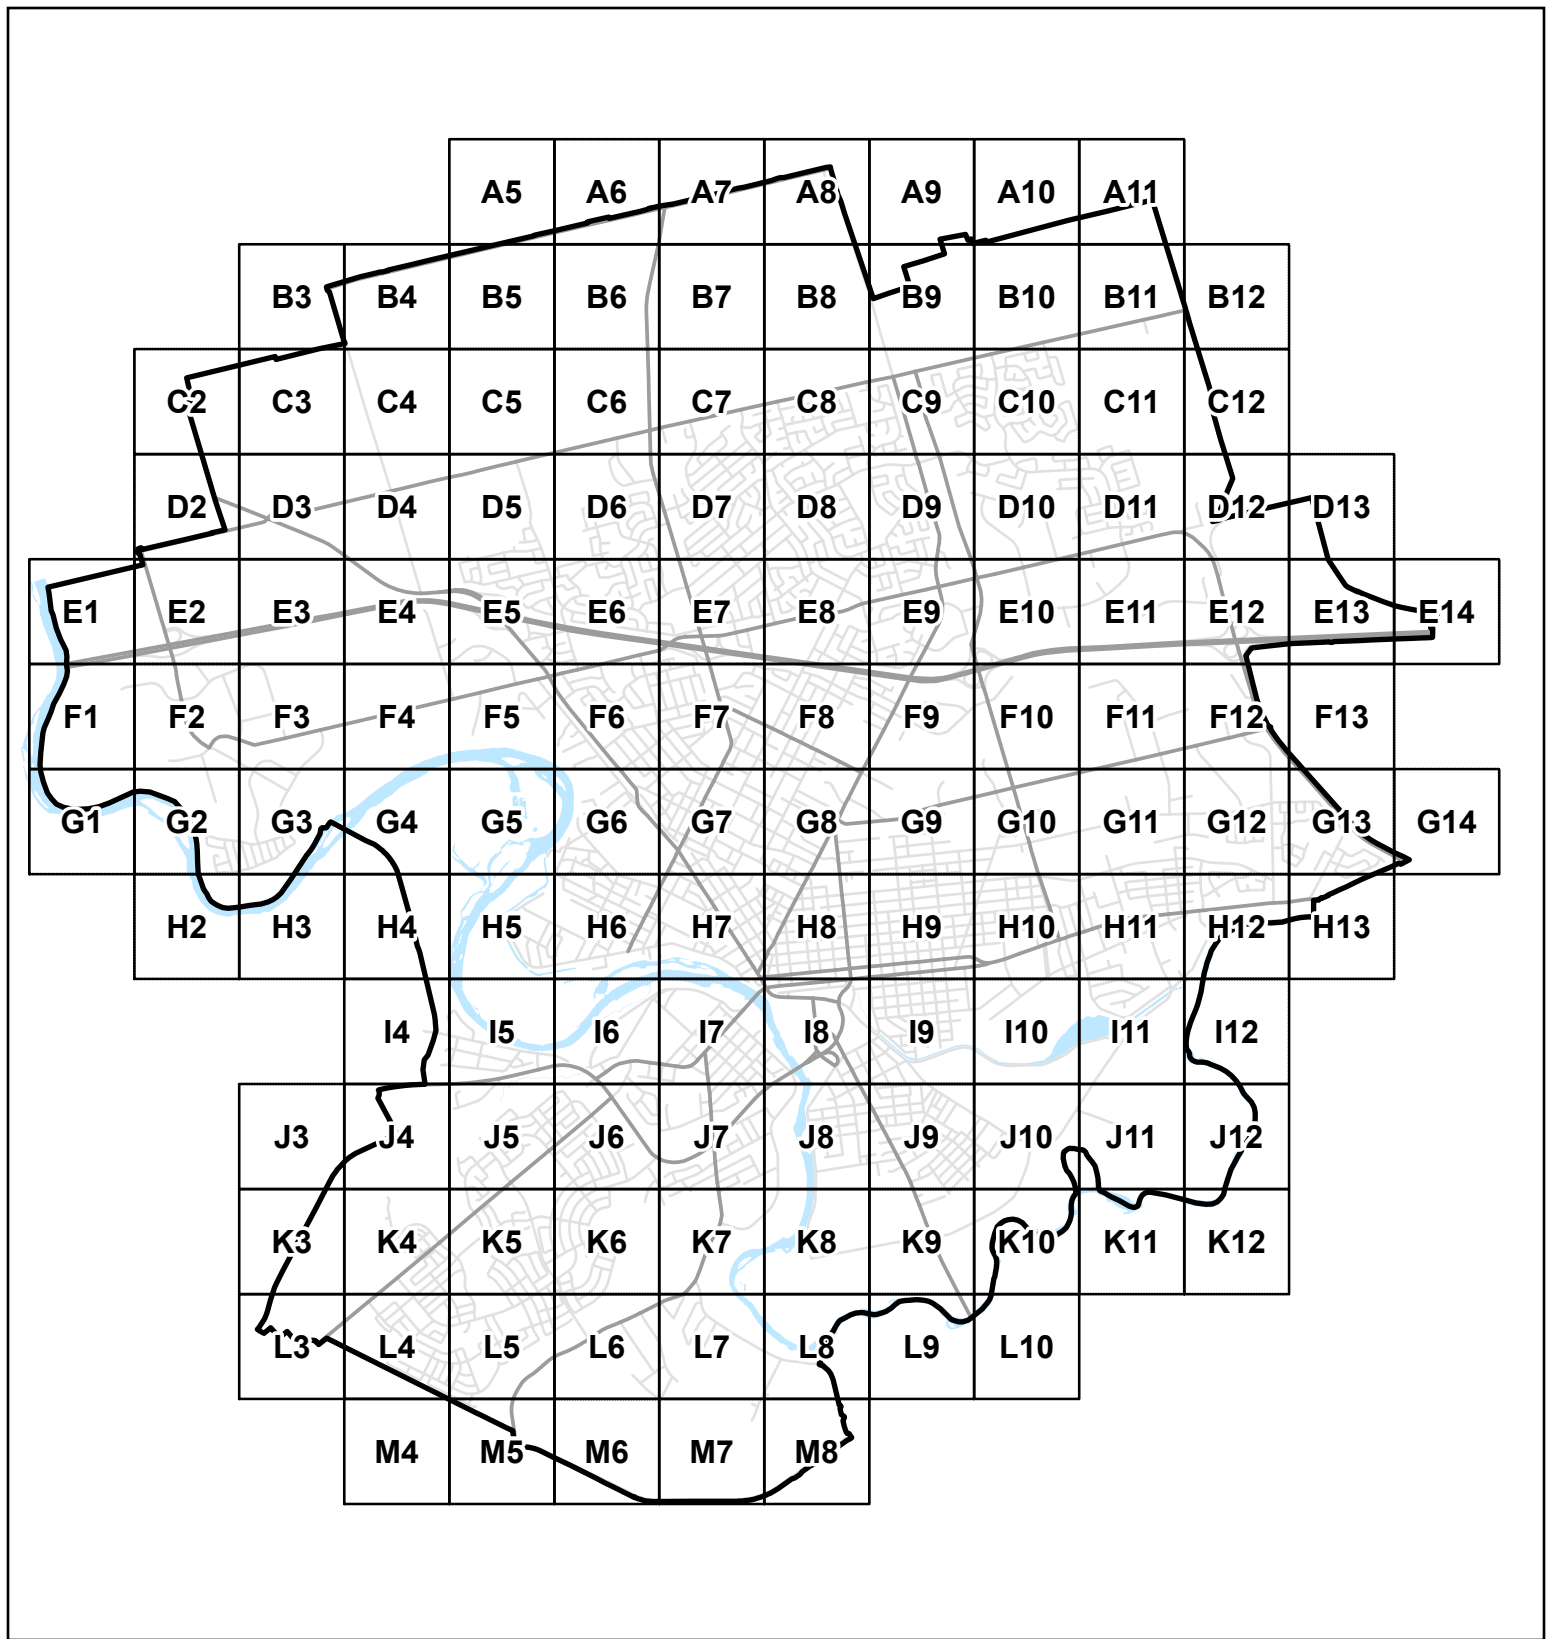 A5 A6 A7 A8 A9 A10 A11
B3 B4 B5 B6 B7 B8 B9 B10 B11 B12
C2 C3 C4 C5 C6 C7 C8 C9 C10 C11 C12
D2 D3 D4 D5 D6 D7 D8 D9 D10 D11 D12 D13
E1 E2 E3 E4 E5 E6 E7 E8 E9 E10 E11 E12 E13 E14
F1 F2 F3 F4 F5 F6 F7 F8 F9 F10 F11 F12 F13
G1 G2 G3 G4 G5 G6 G7 G8 G9 G10 G11 G12 G13 G14
H2 H3 H4 H5 H6 H7 H8 H9 H10 H11 H12 H13
I4 I5 I6 I7 I8 I9 I10 I11 I12
J3 J4 J5 J6 J7 J8 J9 J10 J11 J12
K3 K4 K5 K6 K7 K8 K9 K10 K11 K12
L3 L4 L5 L6 L7 L8 L9 L10
M4 M5 M6 M7 M8